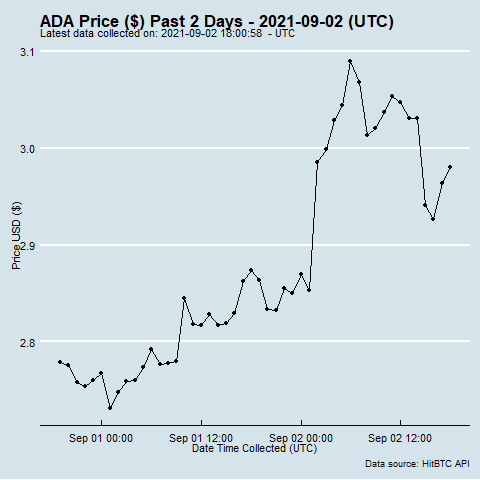 ADA Price ($) Past 2 Days - 2021-09-02 (UTC)
Latest data collected on: 2021-09-02 18:00:58 - UTC
3.1
3.0
2.9
2.8
Price USD ($)
Sep 01 00:00 Sep 01 12:00 Sep 02 00:00 Sep 02 12:00
Date Time Collected (UTC)
Data source: HitBTC API